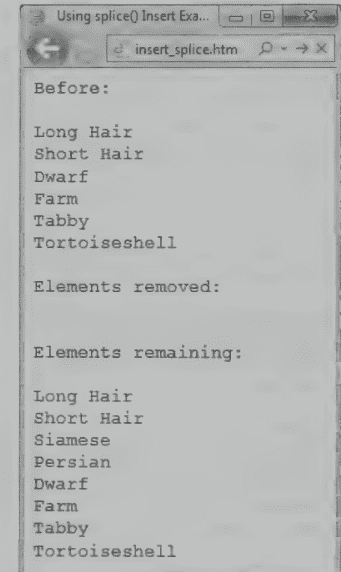 Using splice() Insert Exa...
insert_splice.htm
Before:
Long Hair
Short Hair
Dwarf
Farm
Tabby
Tortoiseshell
Elements removed:
Elements remaining:
Long Hair
Short Hair
Siamese
Persian
Dwarf
Farm
Tabby
Tortoiseshell